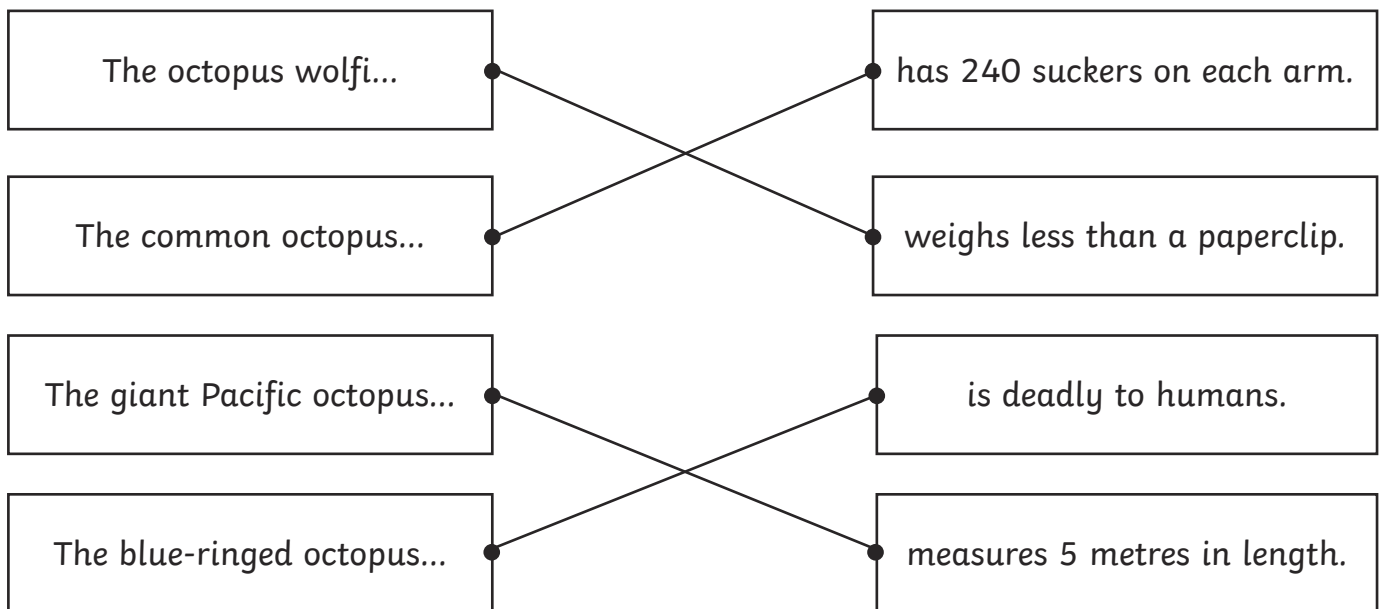 The octopus wolfi...
has 240 suckers on each arm.
The common octopus...
weighs less than a paperclip.
The giant Pacific octopus...
is deadly to humans.
The blue-ringed octopus...
measures 5 metres in length.